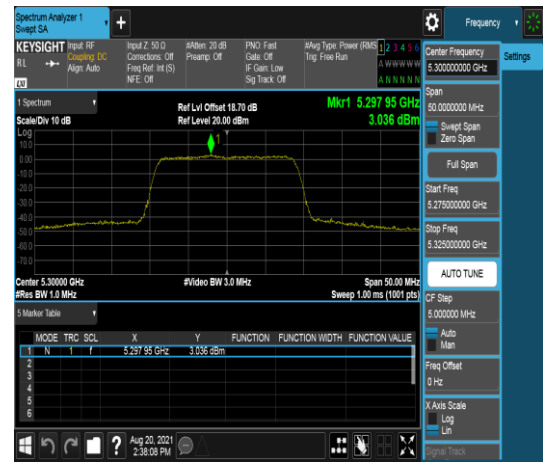 Spectrum Analyzer 1
Swept SA
+
Frequency
KEYSIGHT
RL
LXI
Input: RF
Coupling: DC
Align: Auto
Input Z: 50 Ω
Corrections: Off
Freq Ref: Int (S)
NFE: Off
#Atten: 20 dB
Preamp: Off
PNO: Fast
Gate: Off
IF Gain: Low
Sig Track: Off
#Avg Type: Power (RMS
Trig: Free Run
1 2 3 4 5 6
A W W W W W
A N N N N N
1 Spectrum
Scale/Div 10 dB
Ref Lvl Offset 18.70 dB
Ref Level 20.00 dBm
Mkr1 5.297 95 GHz
3.036 dBm
Log
10.0
0.00
-10.0
-20.0
-30.0
-40.0
-50.0
-60.0
-70.0
1
Center 5.30000 GHz
#Res BW 1.0 MHz
#Video BW 3.0 MHz
Span 50.00 MHz
Sweep 1.00 ms (1001 pts)
5 Marker Table
MODE TRC SCL X Y FUNCTION FUNCTION WIDTH FUNCTION VALUE
1 N 1 f 5.297 95 GHz 3.036 dBm
2
3
4
5
6
?
Aug 20, 2021
2:38:08 PM
Center Frequency
5.300000000 GHz
Settings
Span
50.0000000 MHz
Swept Span
Zero Span
Full Span
Start Freq
5.275000000 GHz
Stop Freq
5.325000000 GHz
AUTO TUNE
CF Step
5.000000 MHz
Auto
Man
Freq Offset
0 Hz
X Axis Scale
Log
Lin
Signal Track